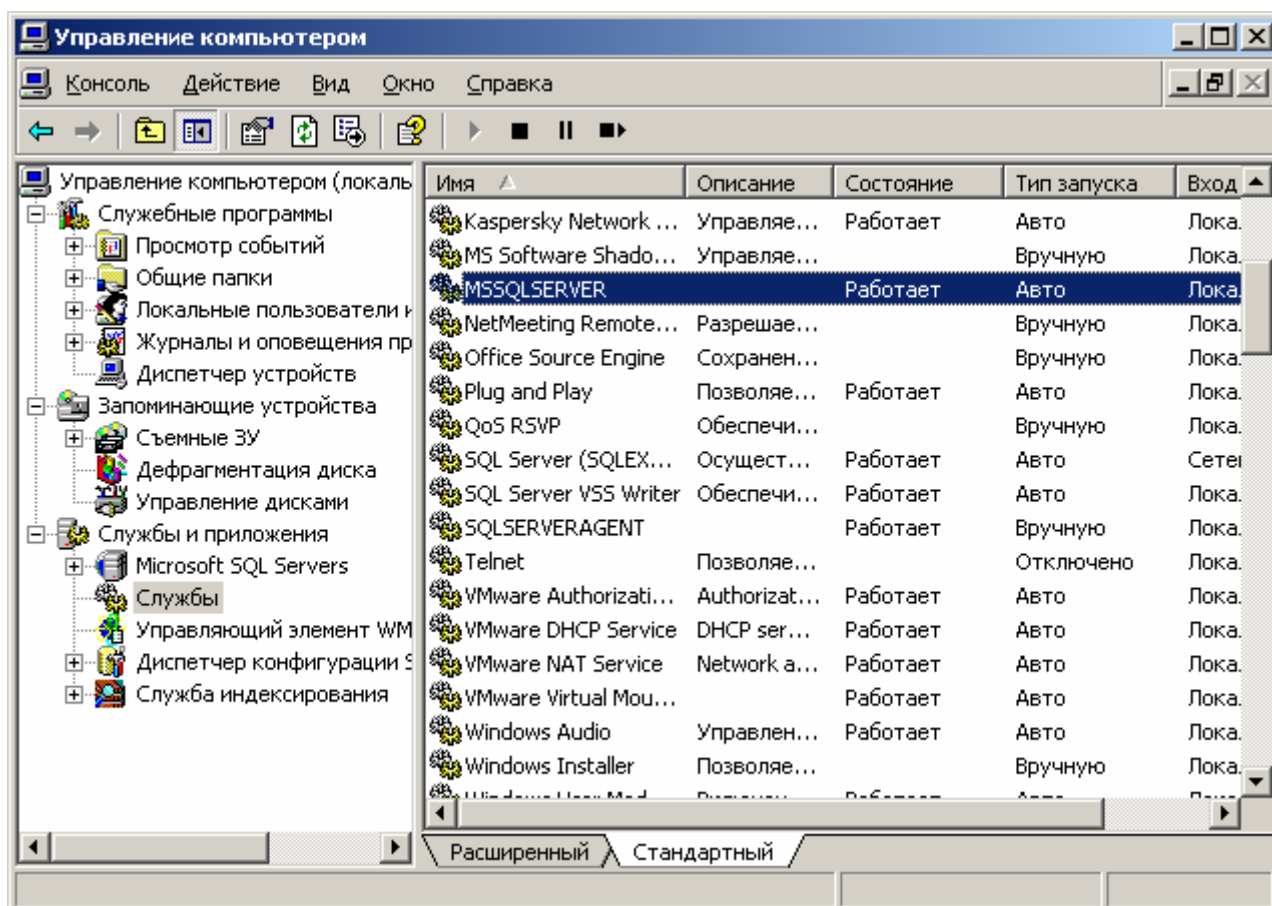 Управление компьютером
Консоль Действие Вид Окно Справка
Управление компьютером (локаль
Служебные программы
Просмотр событий
Общие папки
Локальные пользователи и
Журналы и оповещения пр
Диспетчер устройств
Запоминающие устройства
Съемные ЗУ
Дефрагментация диска
Управление дисками
Службы и приложения
Microsoft SQL Servers
Службы
Управляющий элемент WM
Диспетчер конфигурации S
Служба индексирования
Имя Описание Состояние Тип запуска Вход
Kaspersky Network ... Управляе... Работает Авто Лока.
MS Software Shado... Управляе... Вручную Лока.
MSSQLSERVER Работает Авто Лока.
NetMeeting Remote... Разрешае... Вручную Лока.
Office Source Engine Сохранен... Вручную Лока.
Plug and Play Позволяе... Работает Авто Лока.
QoS RSVP Обеспечи... Вручную Лока.
SQL Server (SQLEX... Осущест... Работает Авто Сетев
SQL Server VSS Writer Обеспечи... Работает Авто Лока.
SQLSERVERAGENT Работает Вручную Лока.
Telnet Позволяе... Отключено Лока.
VMware Authorizati... Authorizat... Работает Авто Лока.
VMware DHCP Service DHCP ser... Работает Авто Лока.
VMware NAT Service Network a... Работает Авто Лока.
VMware Virtual Mou... Работает Авто Лока.
Windows Audio Управлен... Работает Авто Лока.
Windows Installer Позволяе... Вручную Лока.
Расширенный Стандартный